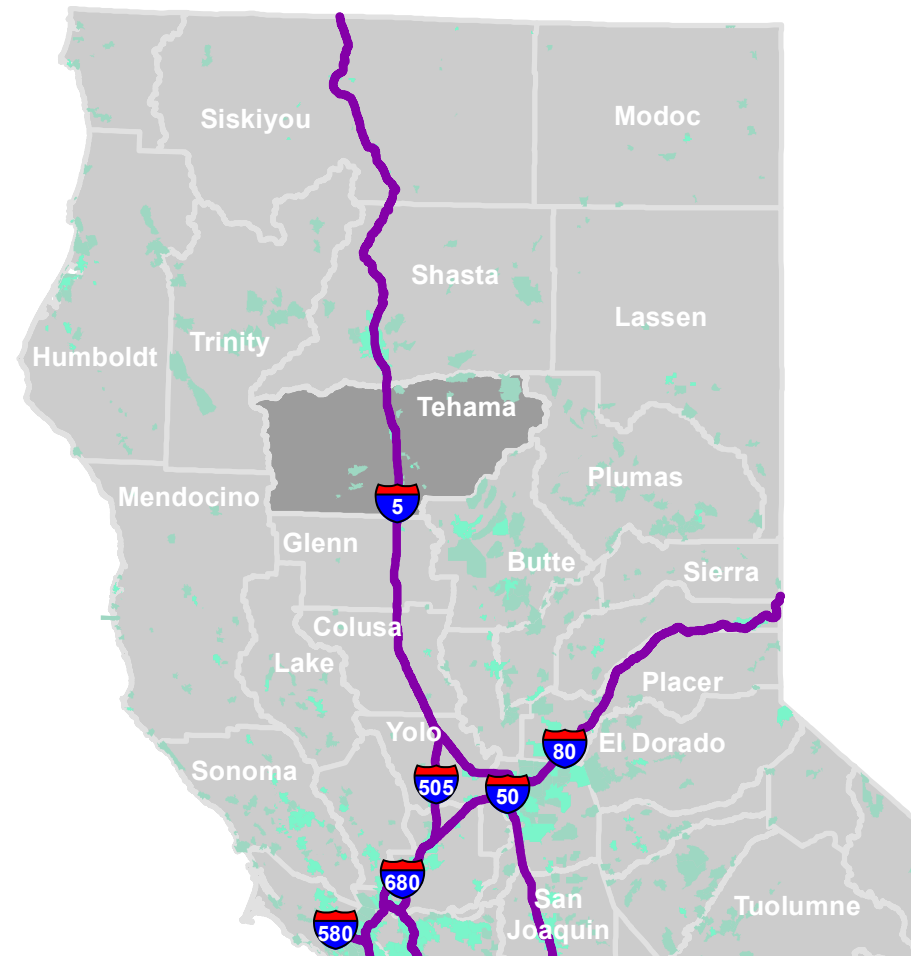 Siskiyou
Modoc
Shasta
Lassen
Trinity
Humboldt
Tehama
Plumas
Mendocino
5
Glenn
Butte
Sierra
Colusa
Lake
Placer
Yolo
El Dorado
80
Sonoma
505
50
680
San
Joaquin
Tuolumne
580